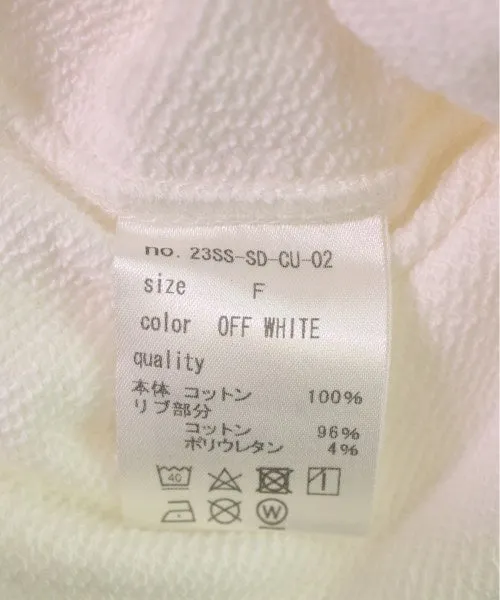 no. 23SS-SD-CU-02
size F
color OFF WHITE
quality
本体 コットン 100%
リブ部分
コットン 96%
ポリウレタン 4%
40
W